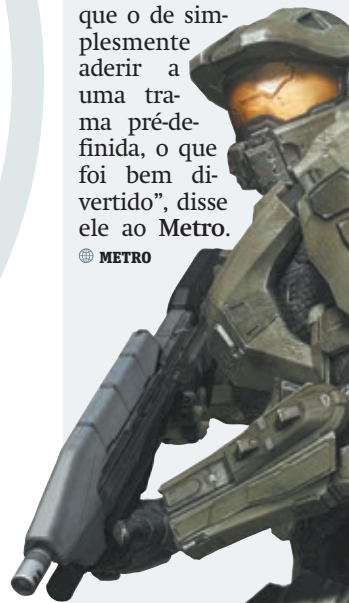 que o de sim-
plesmente
aderir a
uma tra-
ma pré-de-
finida, o que
foi bem di-
vertido”, disse
ele ao Metro.
METRO